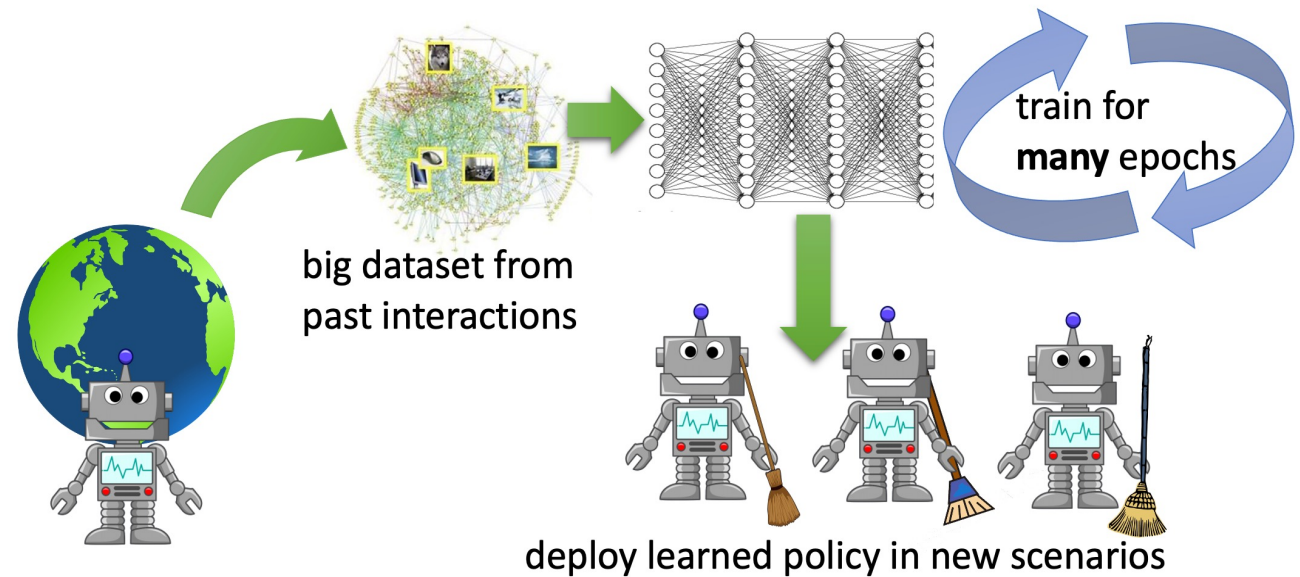 big dataset from
past interactions
train for
many epochs
deploy learned policy in new scenarios